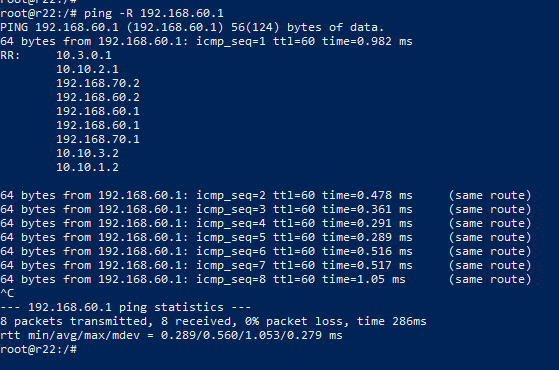 root@r22:/# ping -R 192.168.60.1
PING 192.168.60.1 (192.168.60.1) 56(124) bytes of data.
64 bytes from 192.168.60.1: icmp_seq=1 ttl=60 time=0.982 ms
RR:     10.3.0.1
        10.10.2.1
        192.168.70.2
        192.168.60.2
        192.168.60.1
        192.168.60.1
        192.168.70.1
        10.10.3.2
        10.10.1.2
64 bytes from 192.168.60.1: icmp_seq=2 ttl=60 time=0.478 ms     (same route)
64 bytes from 192.168.60.1: icmp_seq=3 ttl=60 time=0.361 ms     (same route)
64 bytes from 192.168.60.1: icmp_seq=4 ttl=60 time=0.291 ms     (same route)
64 bytes from 192.168.60.1: icmp_seq=5 ttl=60 time=0.289 ms     (same route)
64 bytes from 192.168.60.1: icmp_seq=6 ttl=60 time=0.516 ms     (same route)
64 bytes from 192.168.60.1: icmp_seq=7 ttl=60 time=0.517 ms     (same route)
64 bytes from 192.168.60.1: icmp_seq=8 ttl=60 time=1.05 ms      (same route)
^C
--- 192.168.60.1 ping statistics ---
8 packets transmitted, 8 received, 0% packet loss, time 286ms
rtt min/avg/max/mdev = 0.289/0.560/1.053/0.279 ms
root@r22:/#